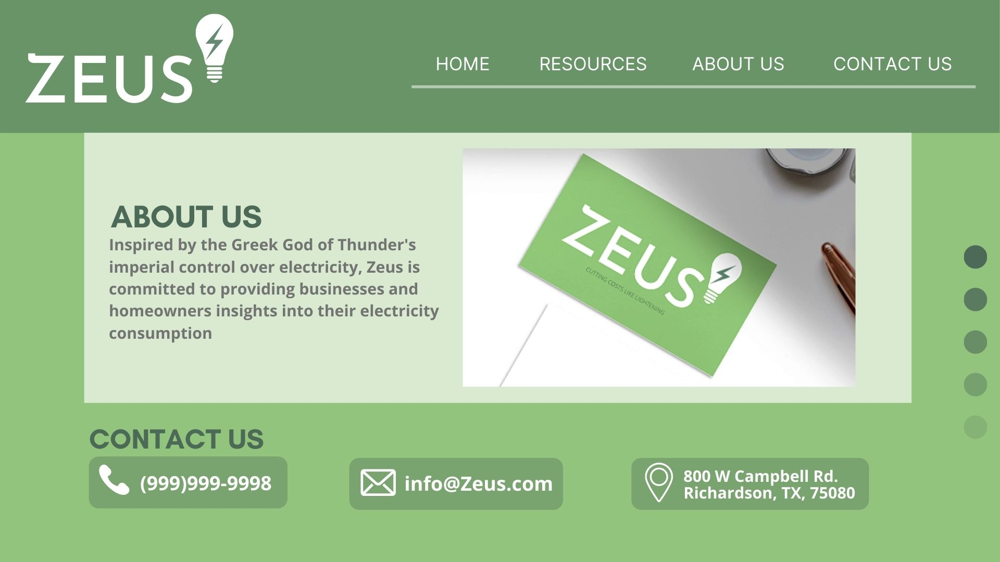 ZEUS
HOME RESOURCES ABOUT US CONTACT US
ABOUT US
Inspired by the Greek God of Thunder's
imperial control over electricity, Zeus is
committed to providing businesses and
homeowners insights into their electricity
consumption
ZEUS
CUTTING COSTS LIKE LIGHTENING
CONTACT US
(999)999-9998
info@Zeus.com
800 W Campbell Rd.
Richardson, TX, 75080